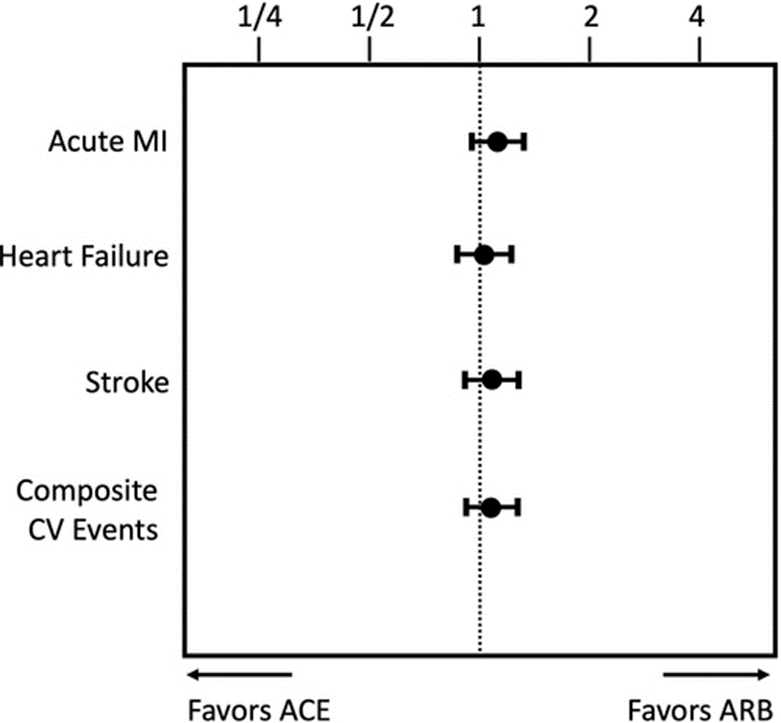 1/4 1/2 1 2 4
Acute MI
Heart Failure
Stroke
Composite
CV Events
Favors ACE Favors ARB